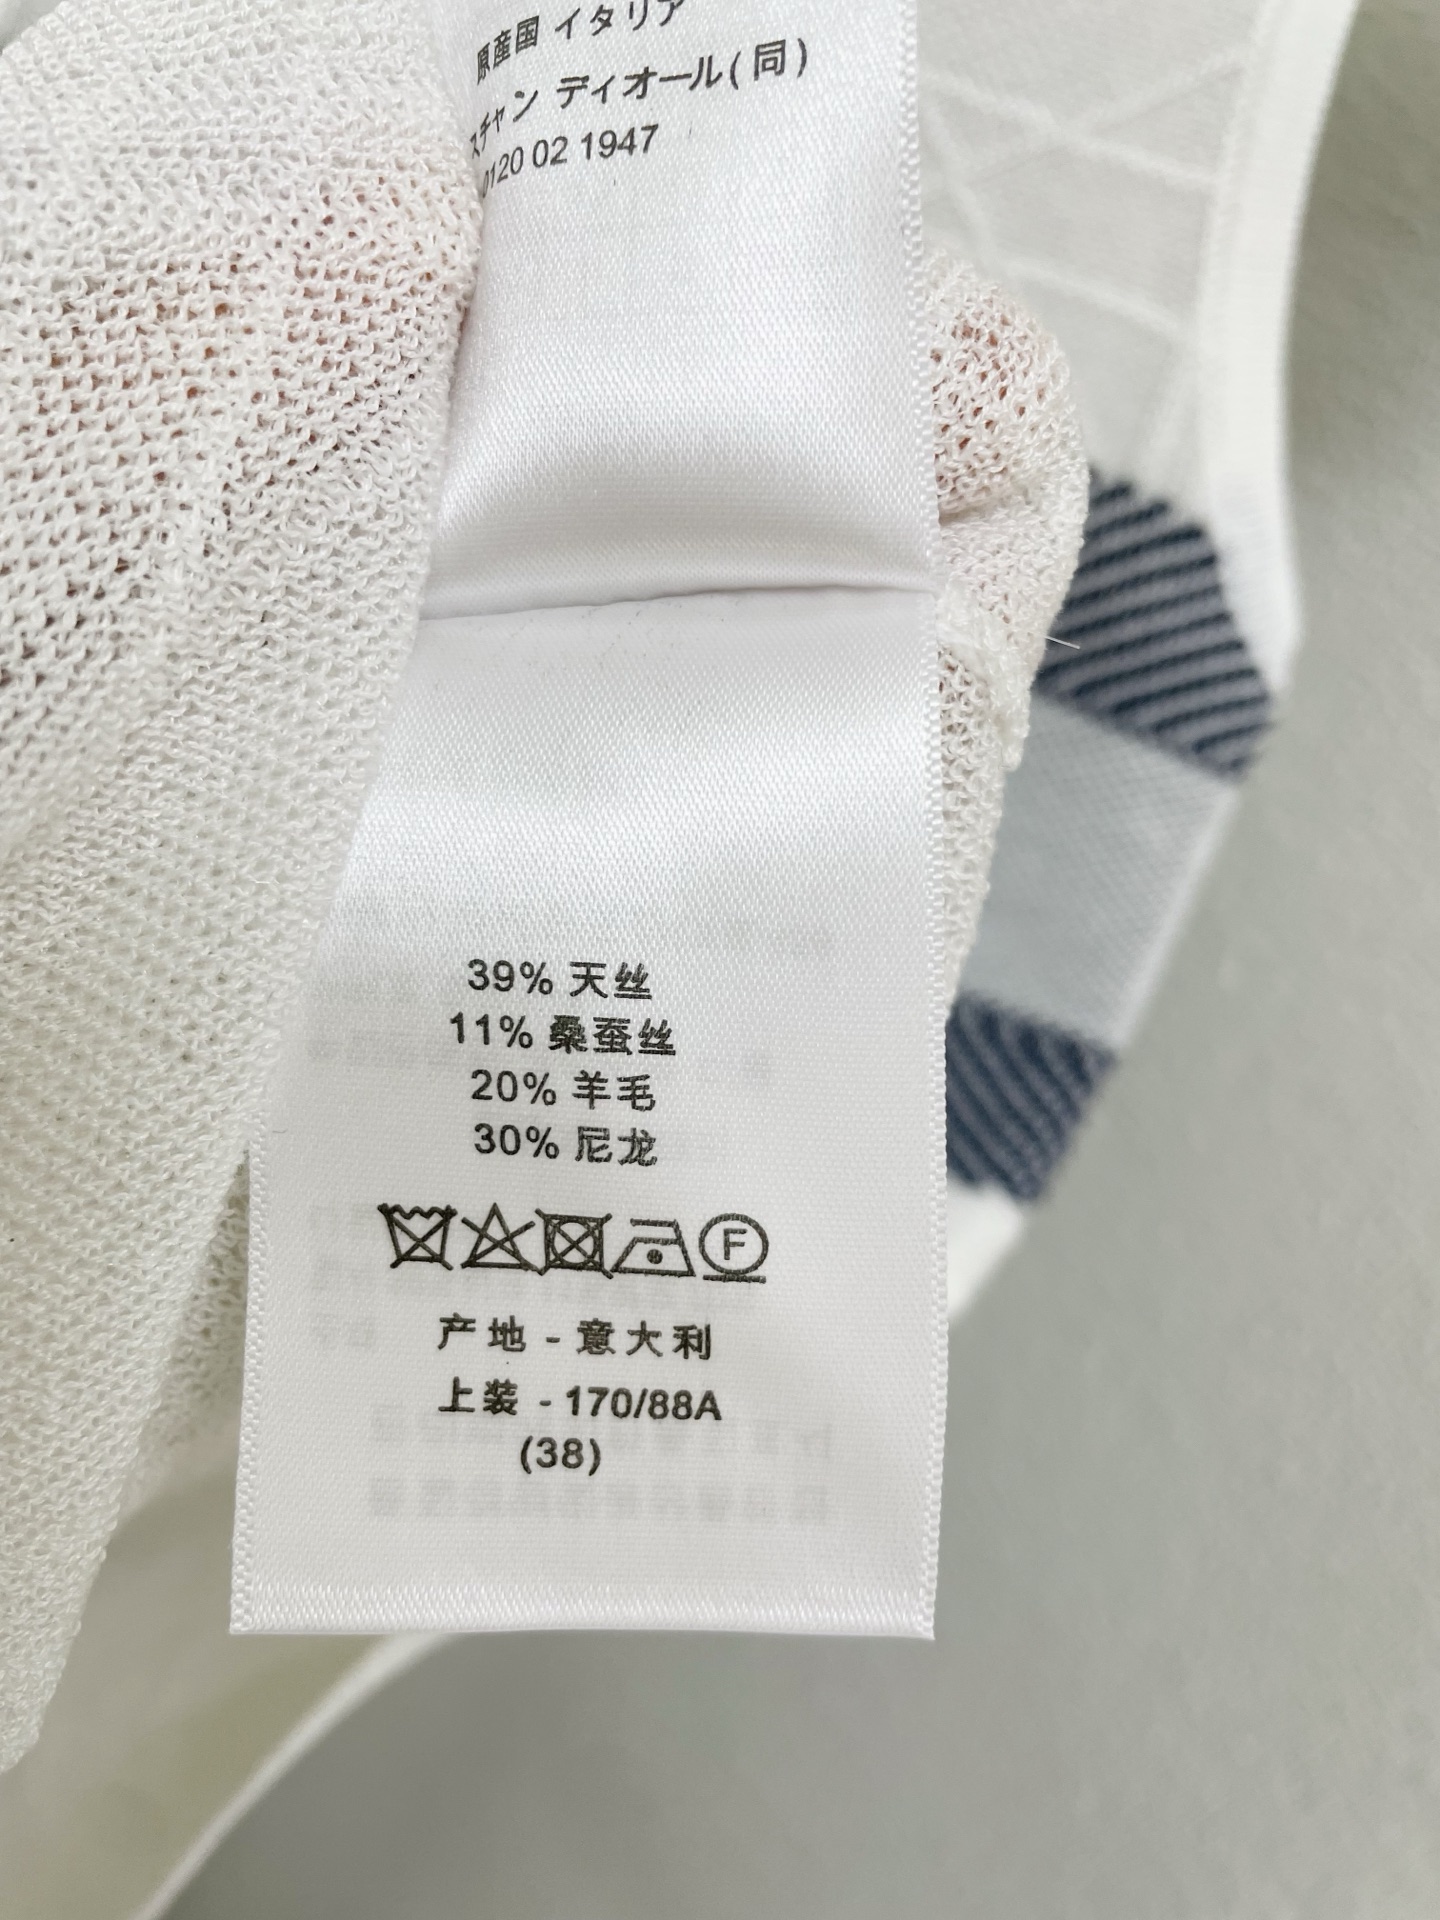 原産国 イタリア
スチャン ディオール(同)
0120 02 1947
39% 天丝
11% 桑蚕丝
20% 羊毛
30% 尼龙
F
产地 - 意大利
上装 - 170/88A
(38)